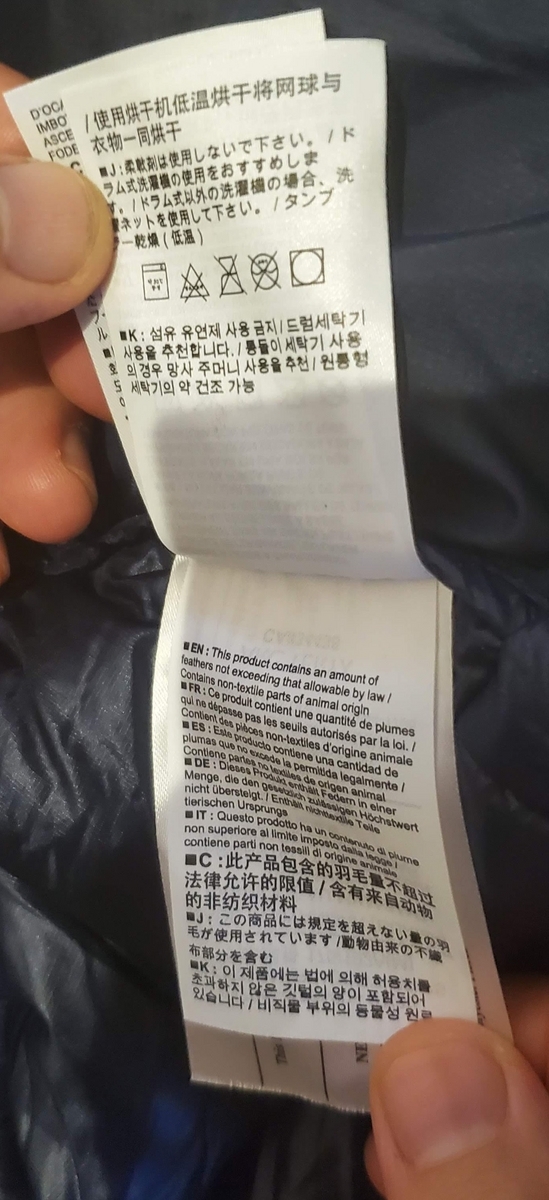 D'OC/
IMBO
ASCE
FODE
/使用烘干机低温烘干将网球与
衣物一同烘干
■J:柔軟剤は使用しないで下さい。/ド
ラム式洗濯機の使用をおすすめしま
す。/ドラム式以外の洗濯機の場合、洗
濯ネットを使用して下さい。/タンブ
ー乾燥(低温)
■K: 섬유 유연제 사용 금지/드럼세탁기
사용을 추천합니다./통돌이 세탁기 사용
의경우 망사 주머니 사용을 추천/원통형
세탁기의 약 건조 가능
■EN: This product contains an amount of
feathers not exceeding that allowable by law /
Contains non-textile parts of animal origin
■FR: Ce produit contient une quantité de plumes
qui ne dépasse pas les seuils autorisés par la loi. /
Contient des pièces non-textiles d'origine animale
■ES: Este producto contiene una cantidad de
plumas que no excede la permitida legalmente /
Contiene partes no textiles de origen animal
■DE: Dieses Produkt enthält Federn in einer
Menge, die den gesetzlich zulässigen Höchstwert
nicht übersteigt. / Enthält nichttextile Teile
tierischen Ursprungs
■IT: Questo prodotto ha un contenuto di piume
non superiore al limite imposto dalla legge /
contiene parti non tessili di origine animale
■C:此产品包含的羽毛量不超过
法律允许的限值/含有来自动物
的非纺织材料
■J: この商品には規定を超えない量の羽
毛が使用されています/動物由来の不織
布部分を含む
■K: 이 제품에는 법에 의해 허용치를
초과하지 않은 깃털의 양이 포함되어
있습니다/비직물 부위의 동물성 원료